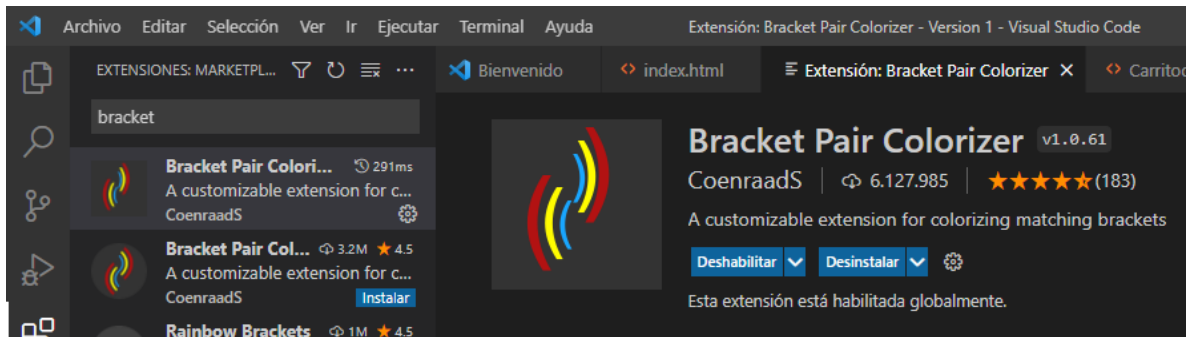 Archivo Editar Selección Ver Ir Ejecutar Terminal Ayuda Extensión: Bracket Pair Colorizer - Version 1 - Visual Studio Code
EXTENSIONES: MARKETPL...
Bienvenido index.html Extensión: Bracket Pair Colorizer
bracket
Bracket Pair Colori... 291ms
A customizable extension for c...
CoenraadS
Bracket Pair Col... 3.2M ★ 4.5
A customizable extension for c...
CoenraadS Instalar
Rainbow Brackets 1M ★ 4.5
Bracket Pair Colorizer v1.0.61
CoenraadS 6.127.985 ★★★★★(183)
A customizable extension for colorizing matching brackets
Deshabilitar Desinstalar
Esta extensión está habilitada globalmente.